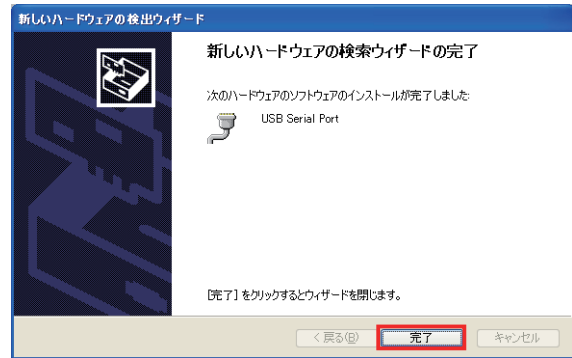 新しいハードウェアの検出ウィザード
新しいハードウェアの検索ウィザードの完了
次のハードウェアのソフトウェアのインストールが完了しました:
USB Serial Port
[完了] をクリックするとウィザードを閉じます。
< 戻る(B) 完了 キャンセル